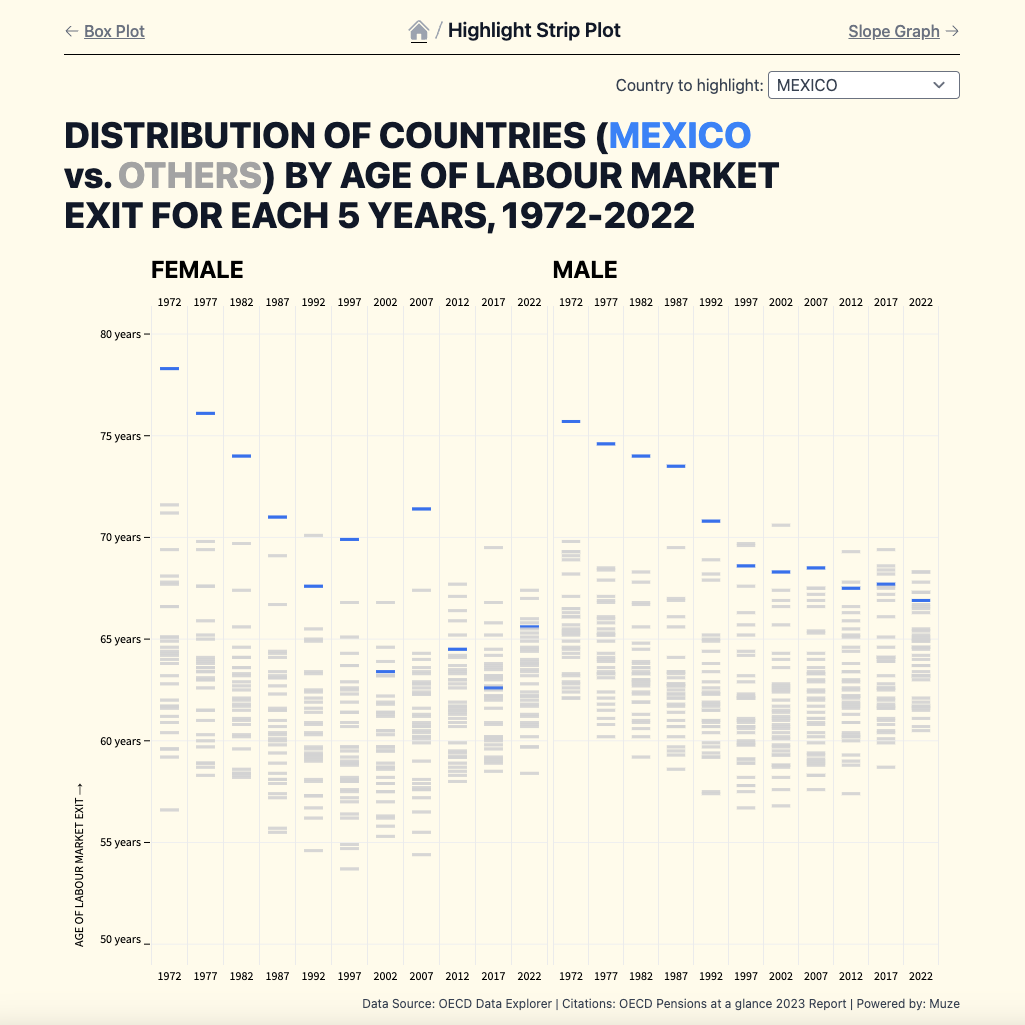 ← Box Plot / Highlight Strip Plot Slope Graph →
Country to highlight: MEXICO
DISTRIBUTION OF COUNTRIES (MEXICO
vs. OTHERS) BY AGE OF LABOUR MARKET
EXIT FOR EACH 5 YEARS, 1972-2022
FEMALE MALE
1972 1977 1982 1987 1992 1997 2002 2007 2012 2017 2022 1972 1977 1982 1987 1992 1997 2002 2007 2012 2017 2022
80 years
75 years
70 years
65 years
60 years
55 years
50 years
AGE OF LABOUR MARKET EXIT →
1972 1977 1982 1987 1992 1997 2002 2007 2012 2017 2022 1972 1977 1982 1987 1992 1997 2002 2007 2012 2017 2022
Data Source: OECD Data Explorer | Citations: OECD Pensions at a glance 2023 Report | Powered by: Muze